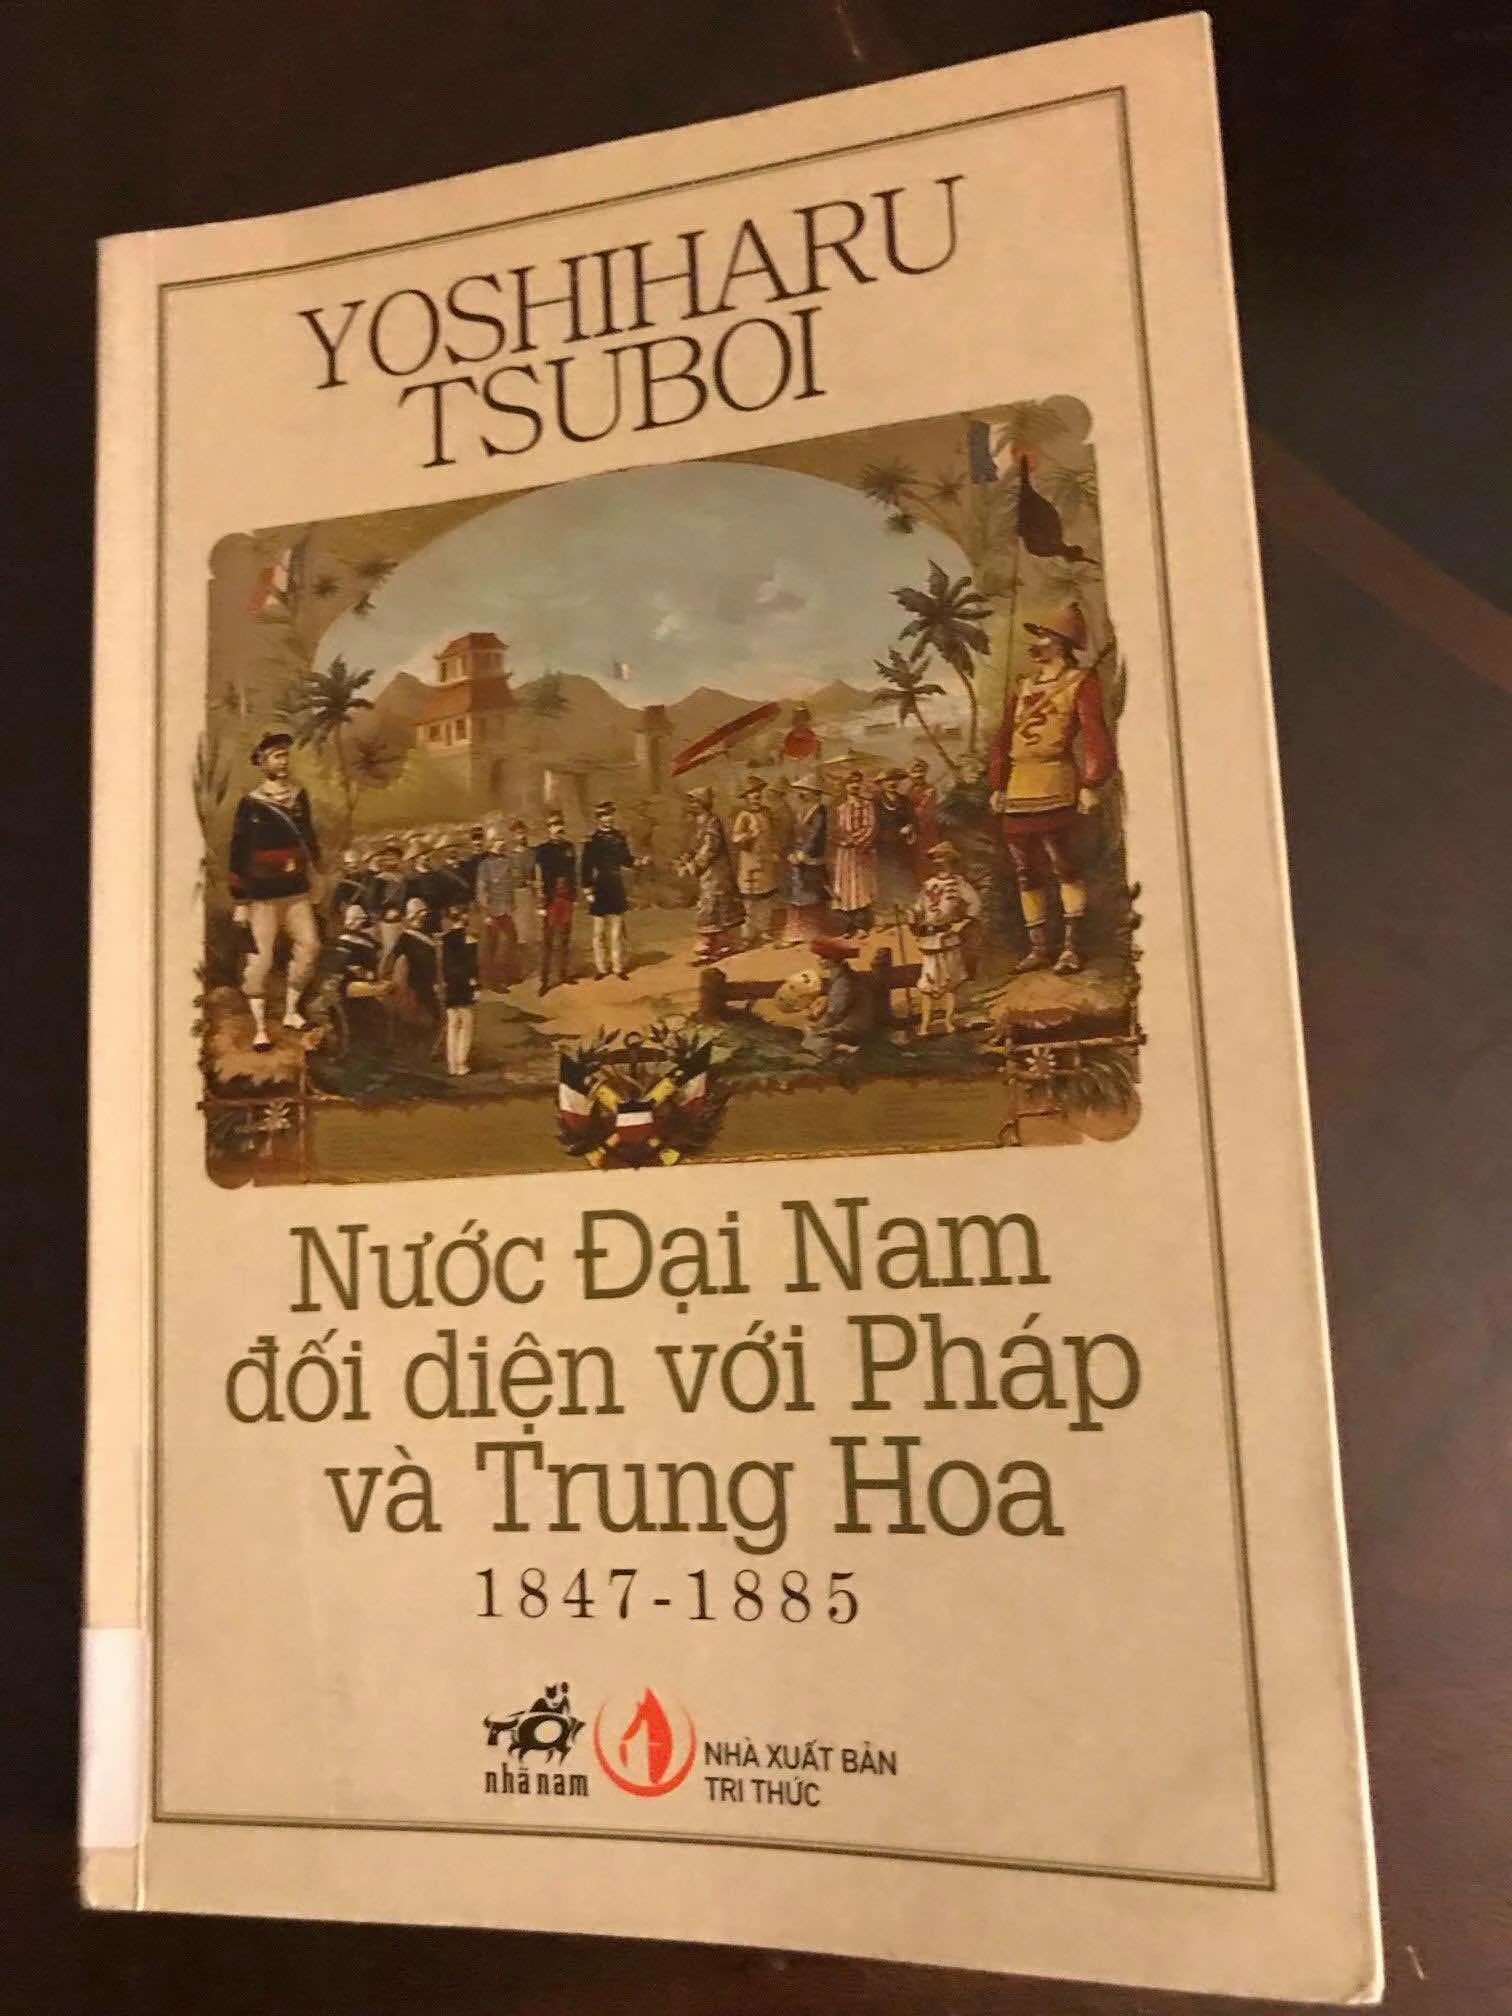 YOSHIHARU
TSUBOI
Nước Đại Nam
đối diện với Pháp
và Trung Hoa
1847-1885
nhã nam
NHÀ XUẤT BẢN
TRI THỨC